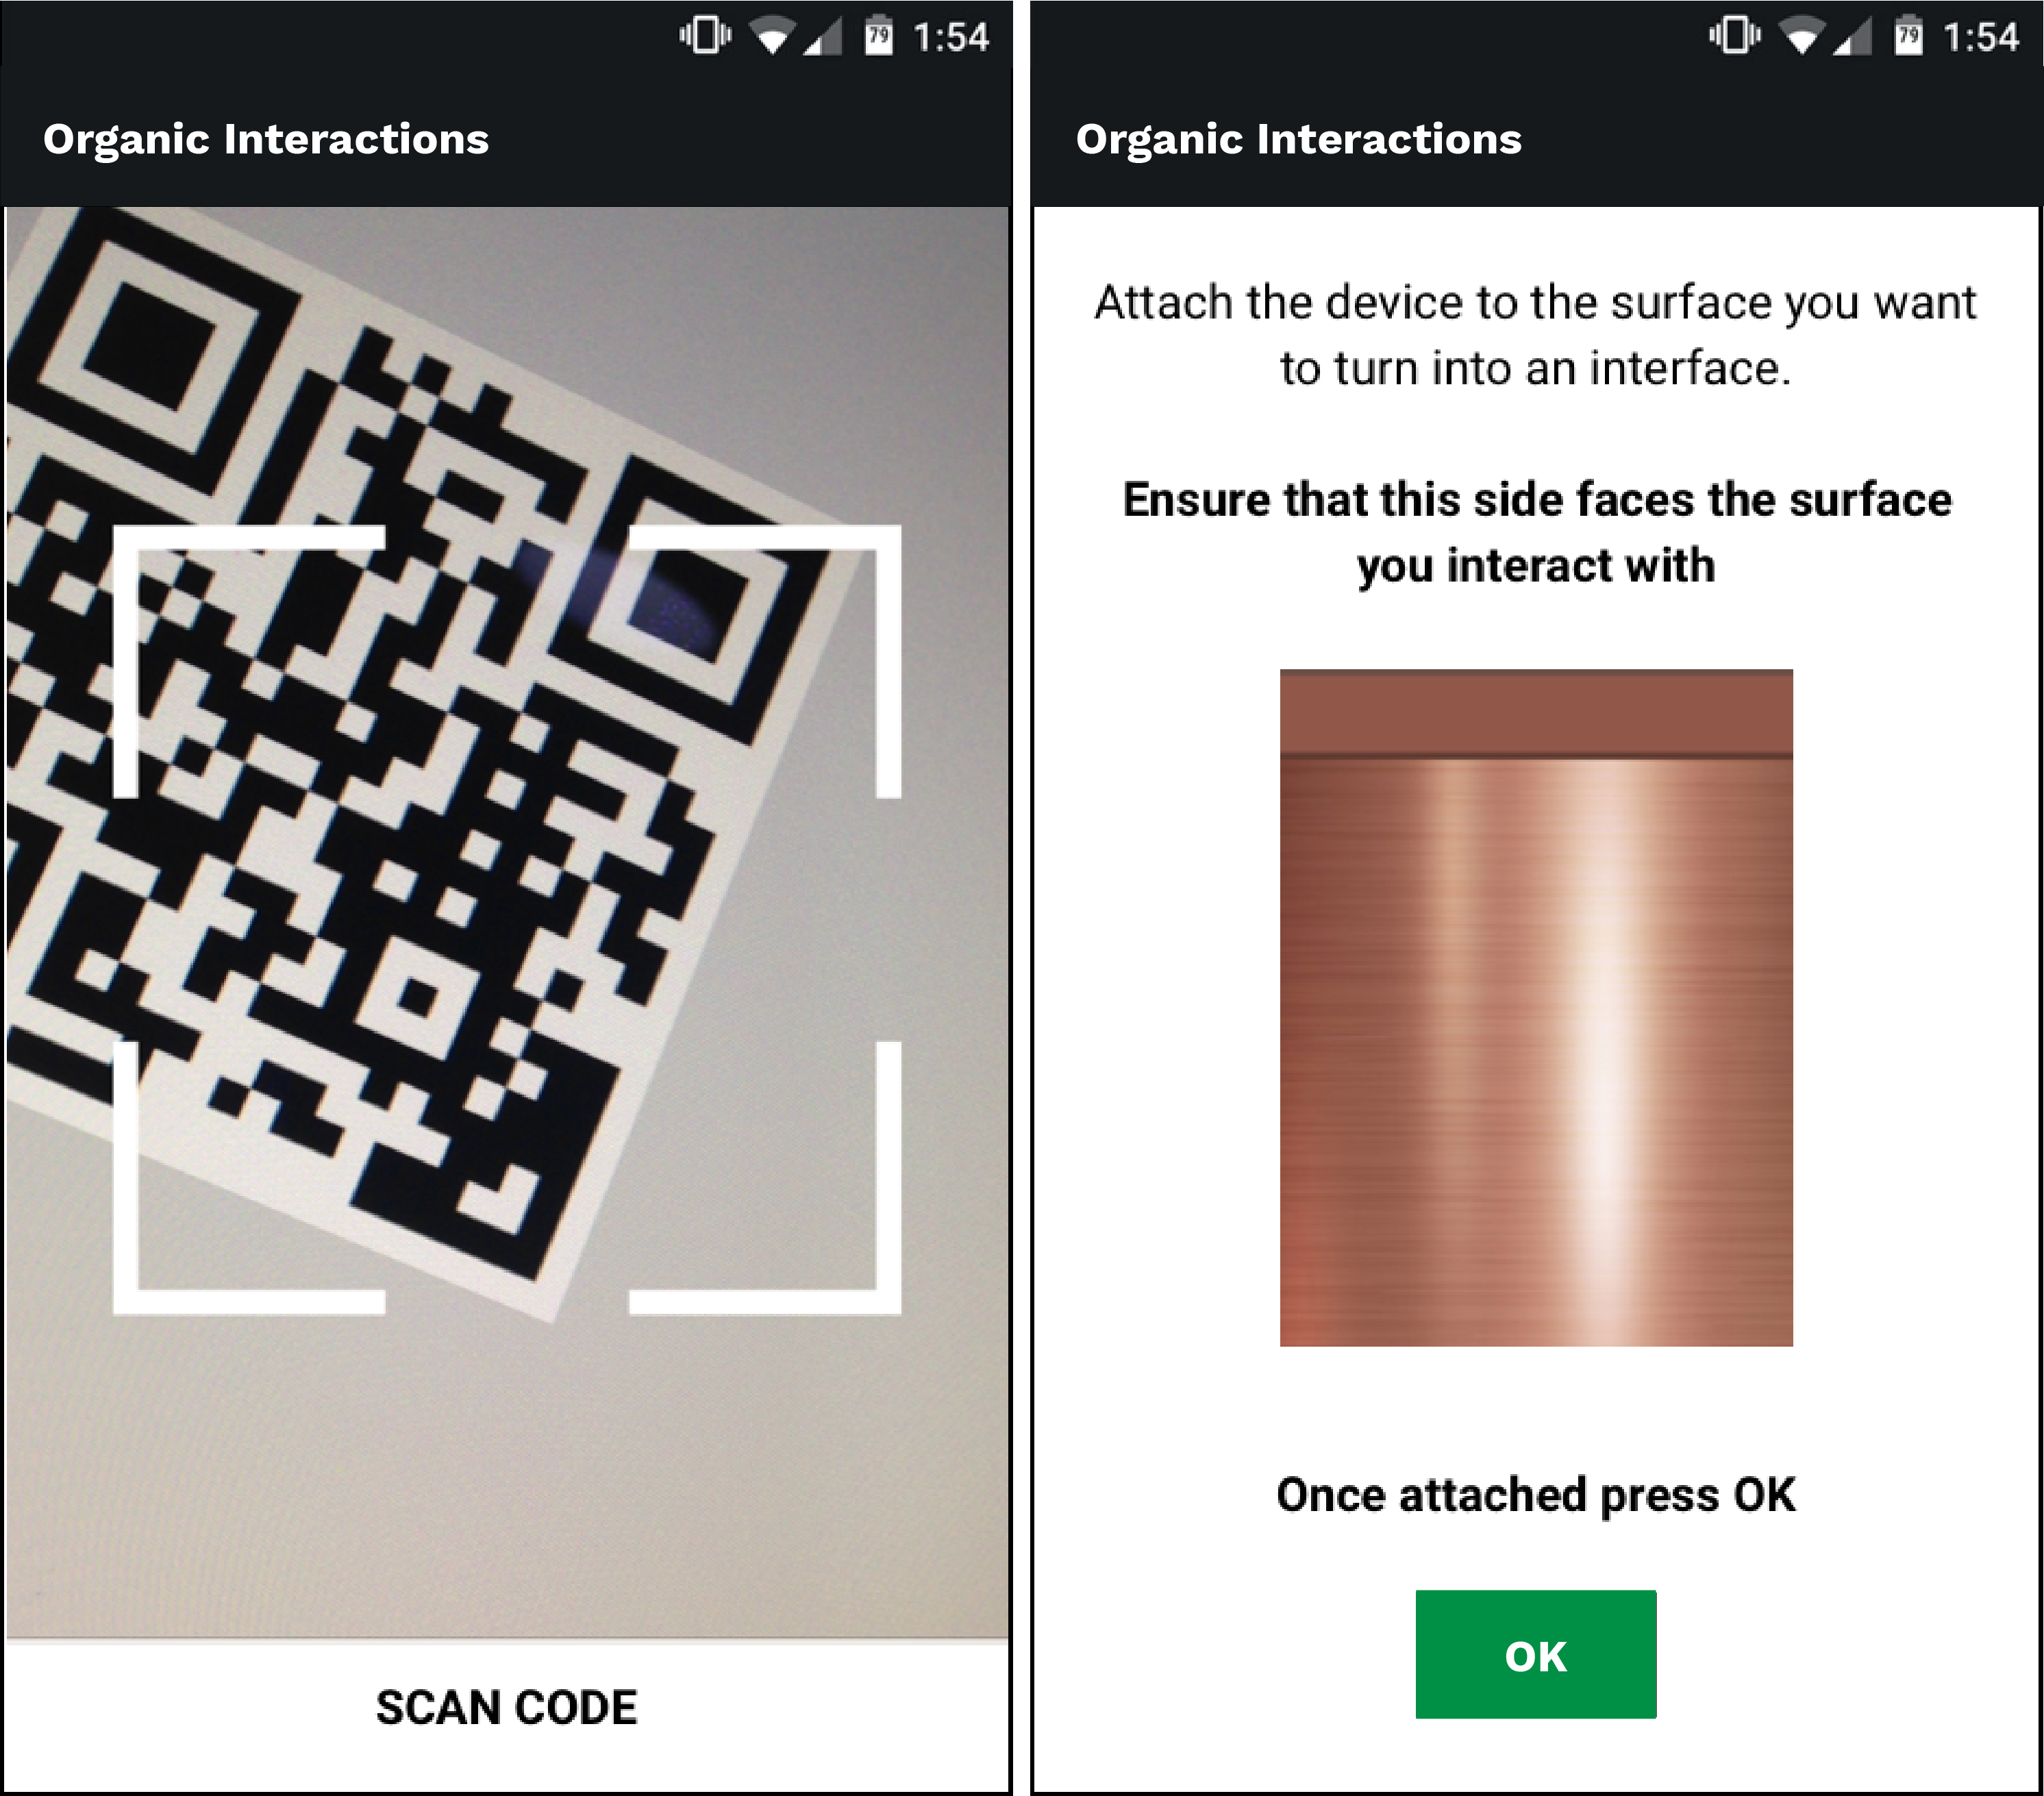 79 1:54
Organic Interactions
SCAN CODE
79 1:54
Organic Interactions
Attach the device to the surface you want
to turn into an interface.
Ensure that this side faces the surface
you interact with
Once attached press OK
OK